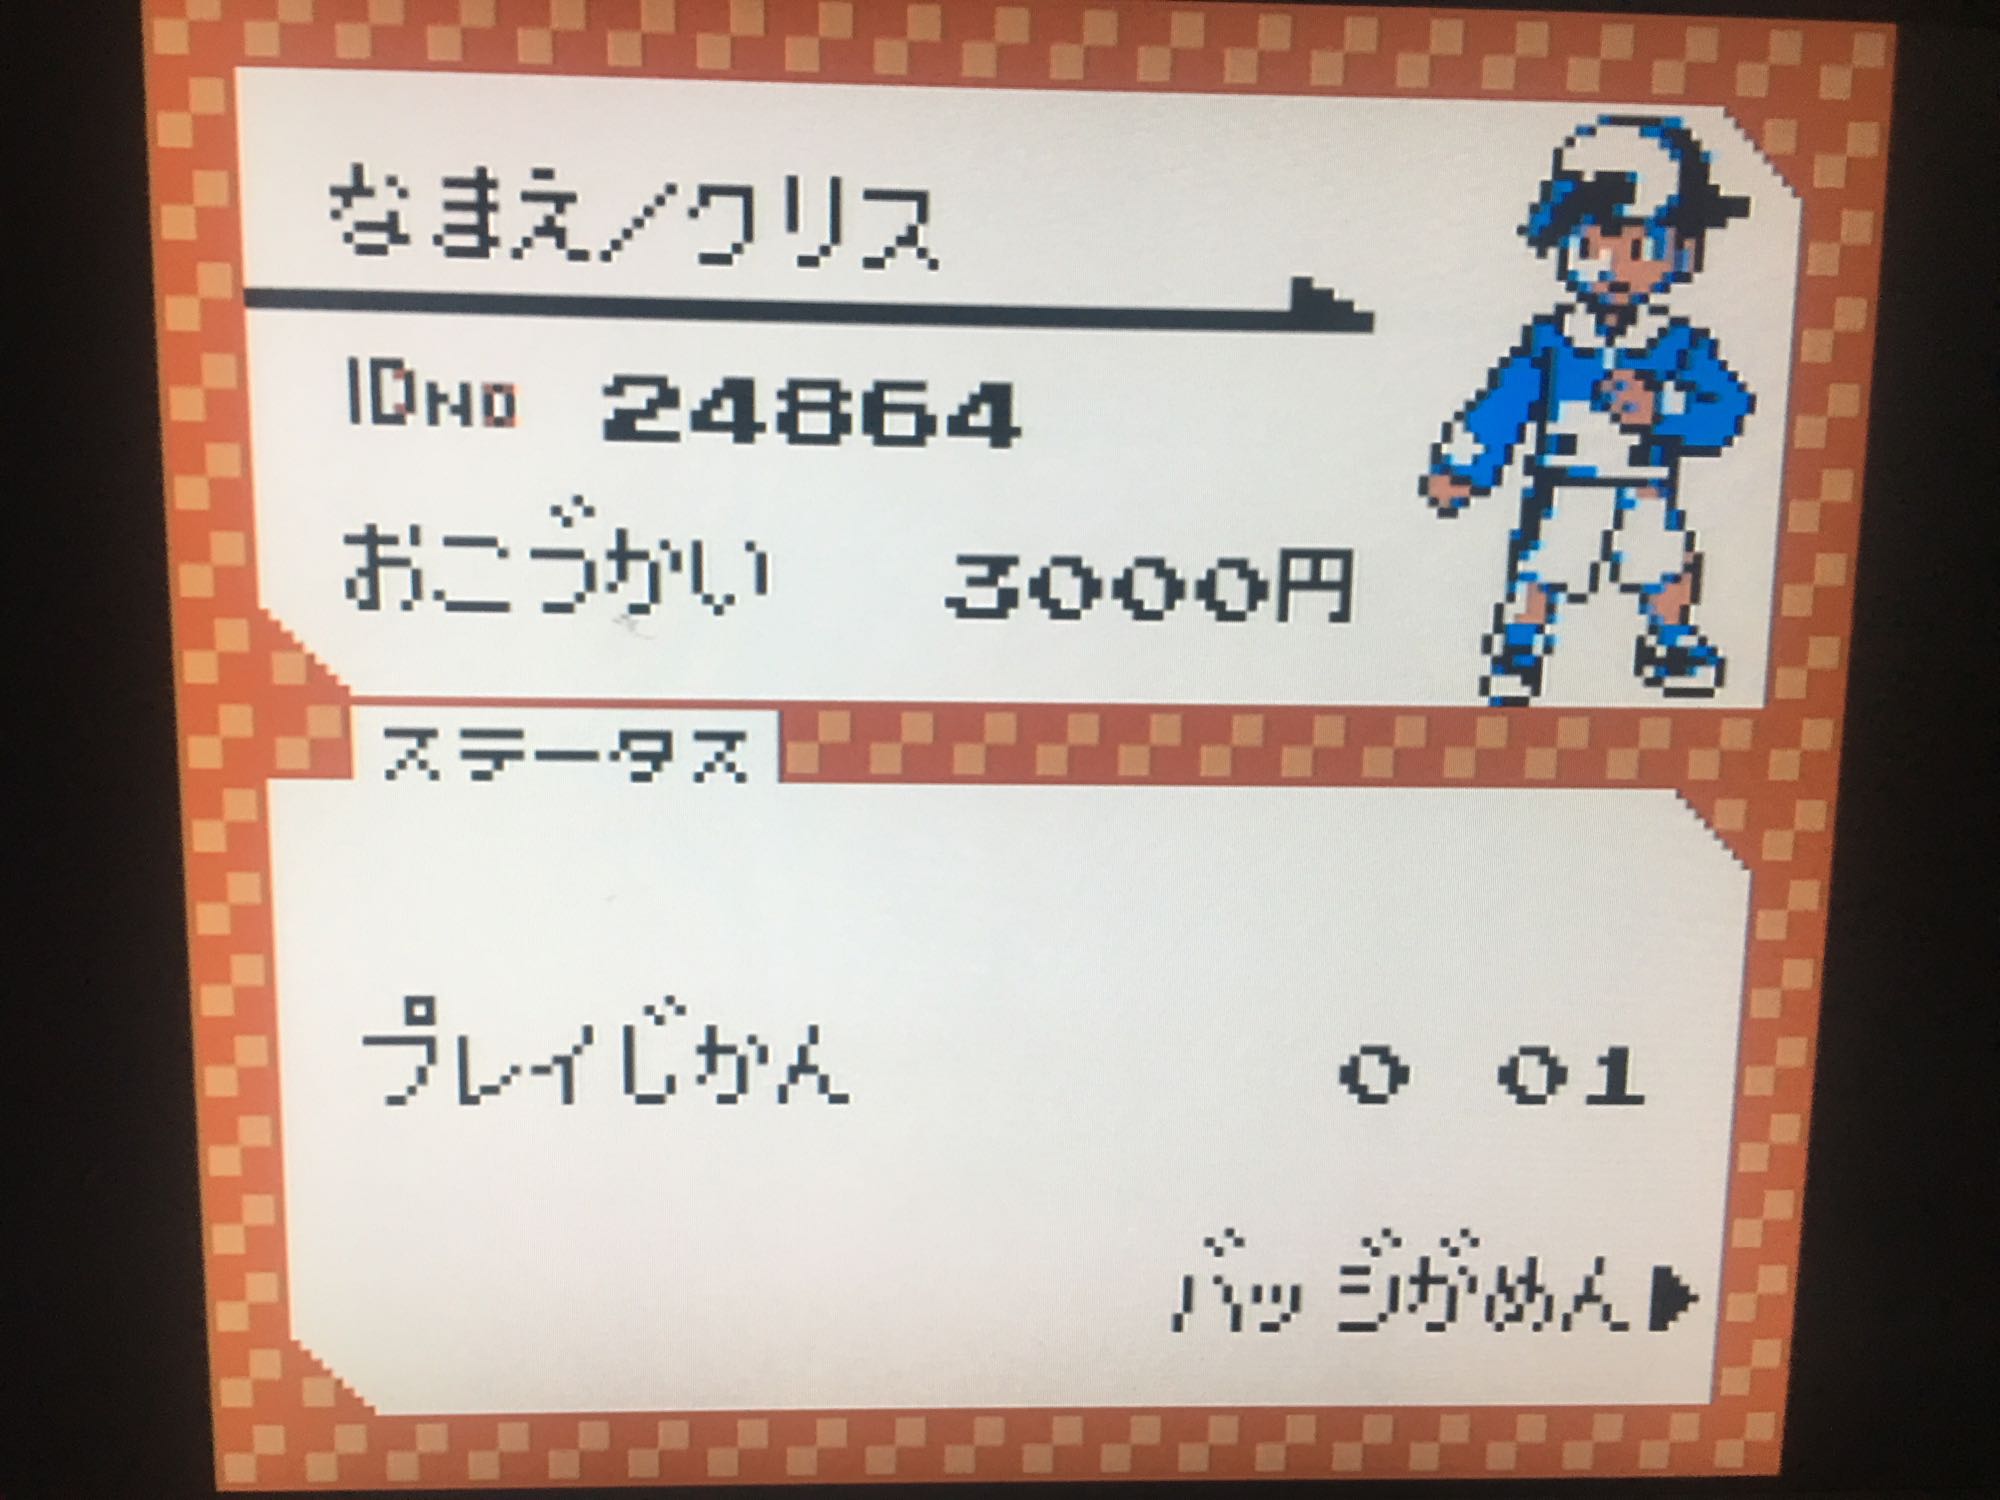 なまえ/クリス
IDNo 24864
おこづかい 3000円
ステータス
プレイじかん 0 01
バッジがめん▶